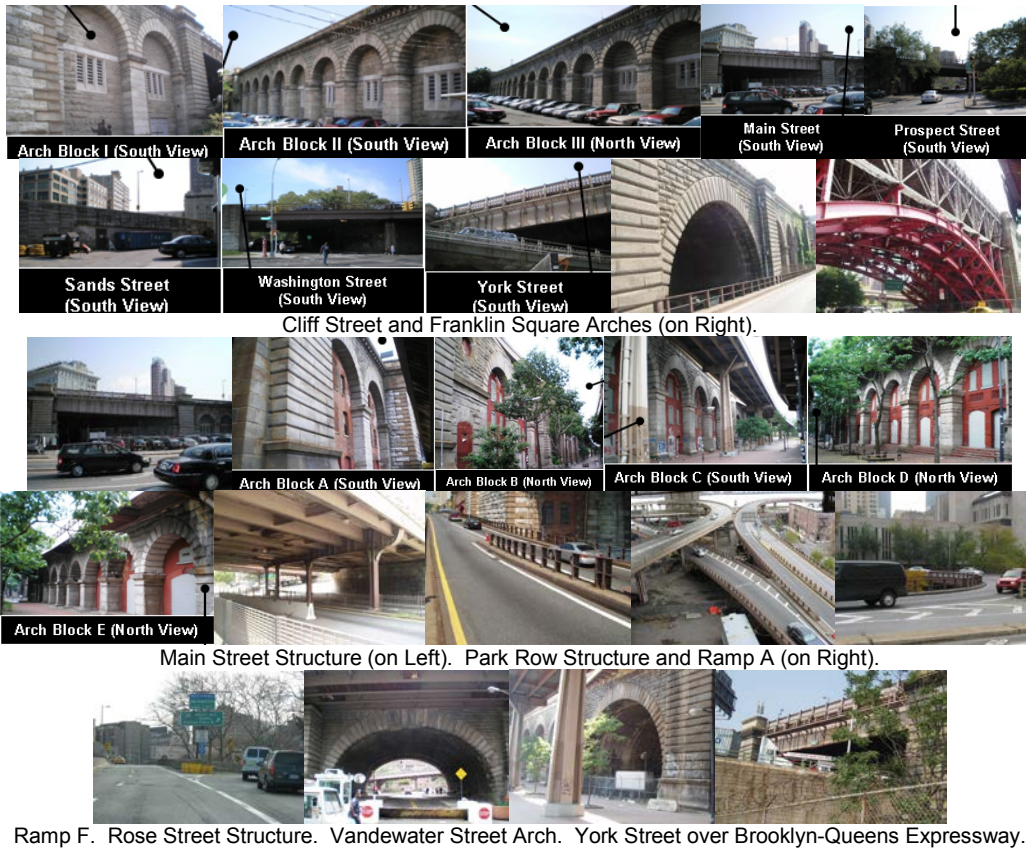 Arch Block I (South View)
Arch Block II (South View)
Arch Block III (North View)
Main Street
(South View)
Prospect Street
(South View)
Sands Street
(South View)
Washington Street
(South View)
York Street
(South View)
Cliff Street and Franklin Square Arches (on Right).
Arch Block A (South View)
Arch Block B (North View)
Arch Block C (South View)
Arch Block D (North View)
Arch Block E (North View)
Main Street Structure (on Left). Park Row Structure and Ramp A (on Right).
Ramp F. Rose Street Structure. Vandewater Street Arch. York Street over Brooklyn-Queens Expressway.